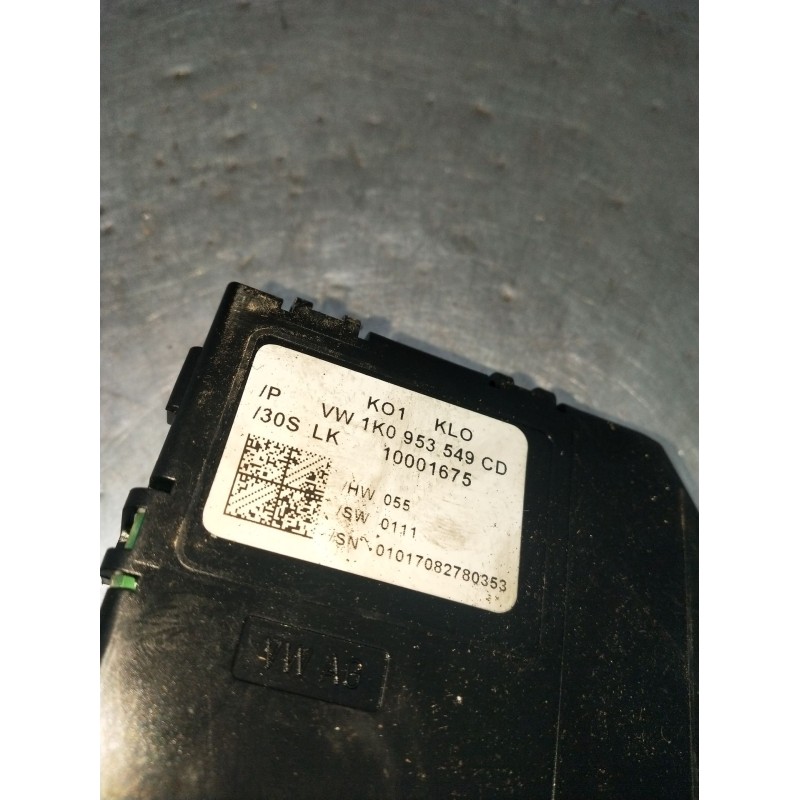 KO1 KLO
/P VW 1K0 953 549 CD
/30S LK 10001675
/HW 055
/SW 0111
/SN 01017082780353